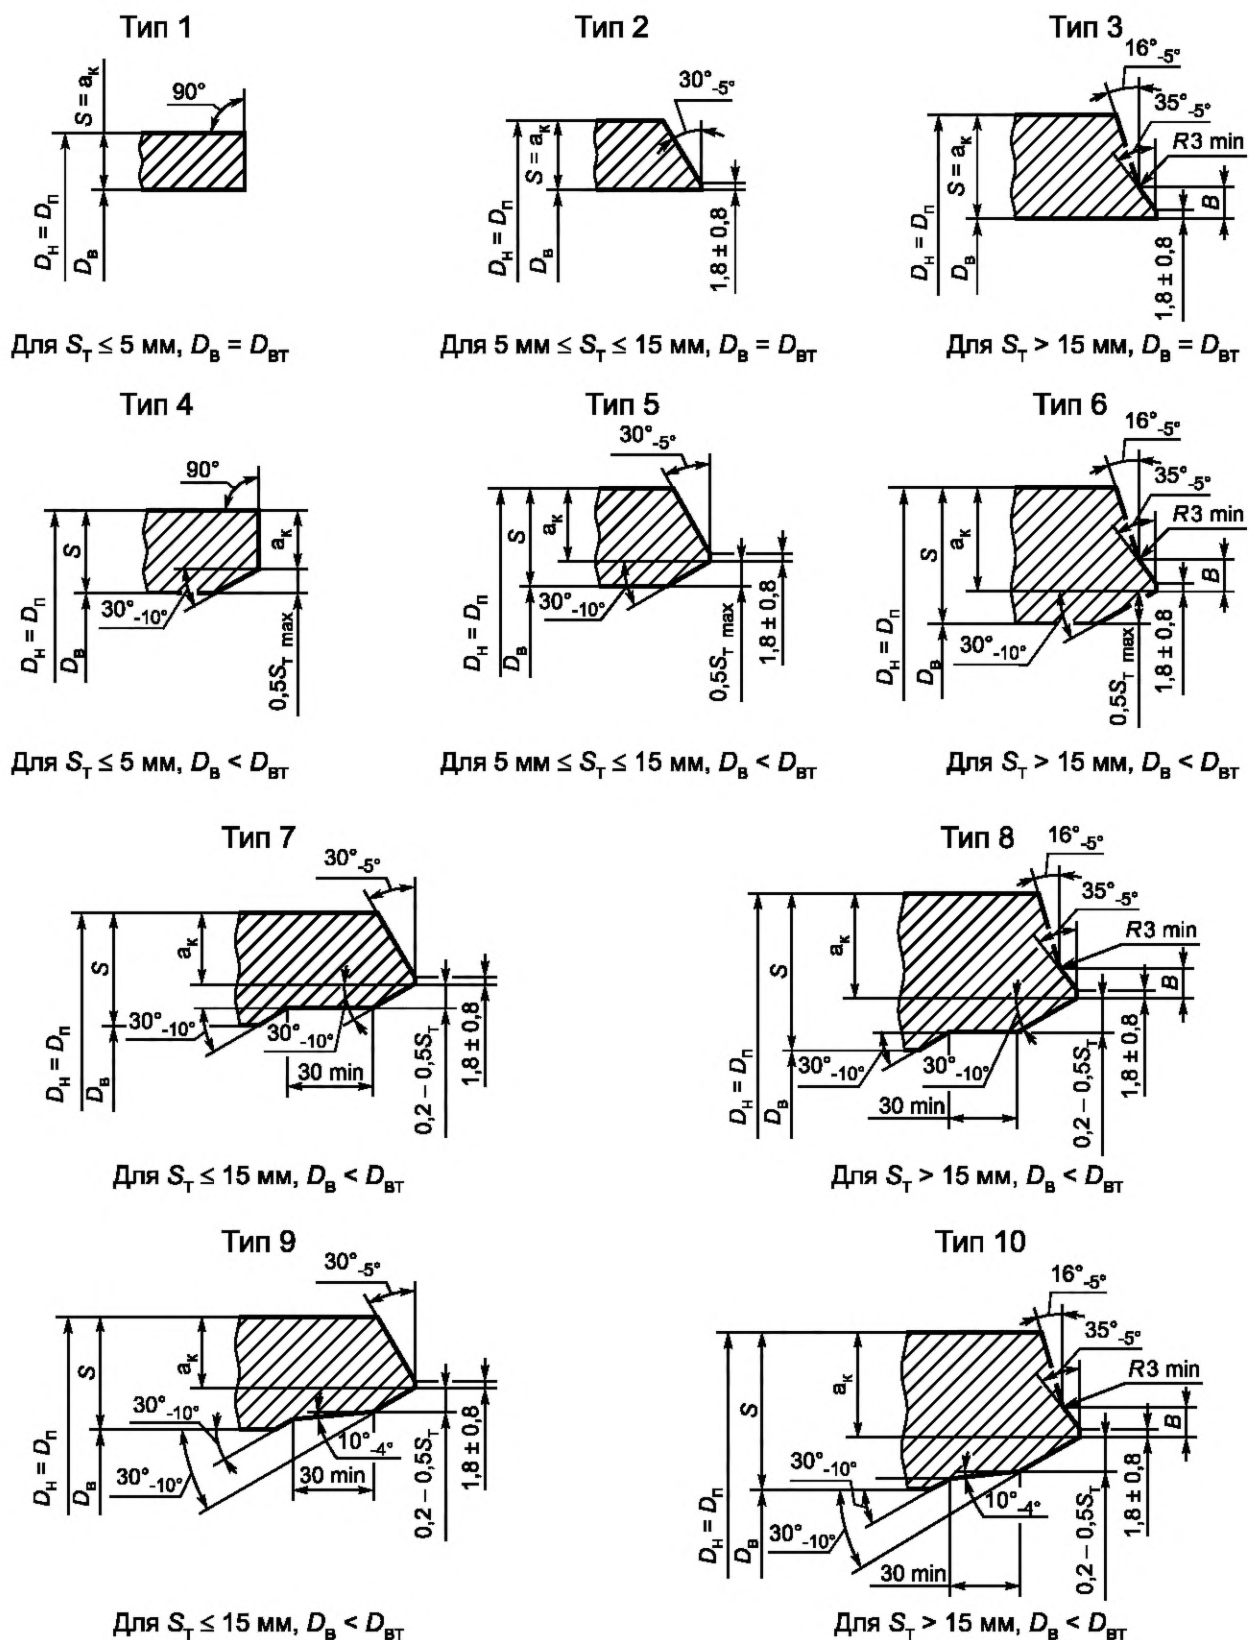 Тип 1
S = aк
90°
Dн = Dп
Dв
Для Sт ≤ 5 мм, Dв = Dвт
Тип 2
30°-5°
S = aк
Dн = Dп
Dв
1,8 ± 0,8
Для 5 мм ≤ Sт ≤ 15 мм, Dв = Dвт
Тип 3
16°-5°
35°-5°
R3 min
S = aк
B
Dн = Dп
Dв
1,8 ± 0,8
Для Sт > 15 мм, Dв = Dвт
Тип 4
90°
S
aк
30°-10°
Dн = Dп
Dв
0,5Sт max
Для Sт ≤ 5 мм, Dв < Dвт
Тип 5
30°-5°
S
aк
30°-10°
Dн = Dп
Dв
0,5Sт max
1,8 ± 0,8
Для 5 мм ≤ Sт ≤ 15 мм, Dв < Dвт
Тип 6
16°-5°
35°-5°
R3 min
S
aк
B
30°-10°
Dн = Dп
Dв
0,5Sт max
1,8 ± 0,8
Для Sт > 15 мм, Dв < Dвт
Тип 7
30°-5°
S
aк
30°-10°
30°-10°
30 min
Dн = Dп
Dв
0,2 – 0,5Sт
1,8 ± 0,8
Для Sт ≤ 15 мм, Dв < Dвт
Тип 8
16°-5°
35°-5°
R3 min
S
aк
B
30°-10°
30°-10°
30 min
Dн = Dп
Dв
0,2 – 0,5Sт
1,8 ± 0,8
Для Sт > 15 мм, Dв < Dвт
Тип 9
30°-5°
S
aк
30°-10°
10°-4°
30°-10°
30 min
Dн = Dп
Dв
0,2 – 0,5Sт
1,8 ± 0,8
Для Sт ≤ 15 мм, Dв < Dвт
Тип 10
16°-5°
35°-5°
R3 min
S
aк
B
30°-10°
10°-4°
30°-10°
30 min
Dн = Dп
Dв
0,2 – 0,5Sт
1,8 ± 0,8
Для Sт > 15 мм, Dв < Dвт